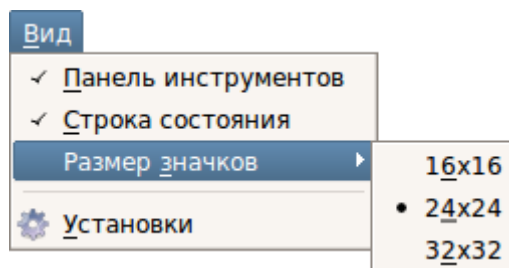 Вид
Панель инструментов
Строка состояния
Размер значков
16x16
24x24
Установки
32x32